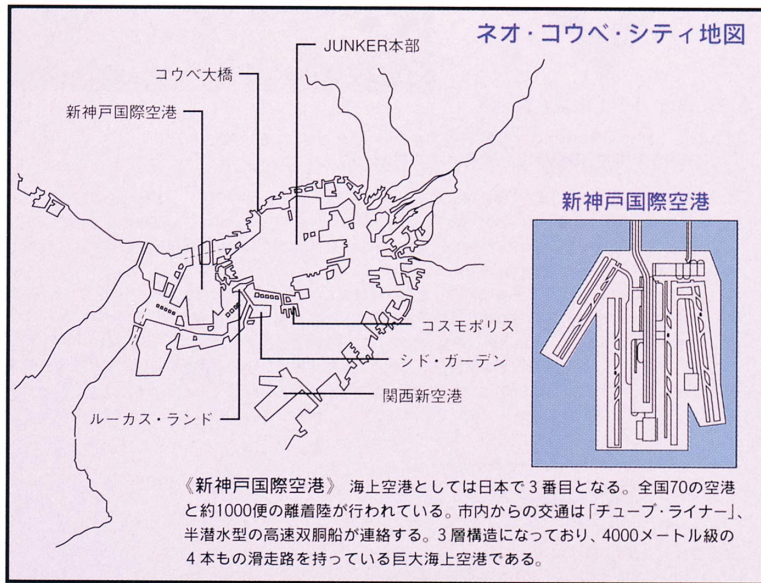 ネオ・コウベ・シティ地図
JUNKER本部
コウベ大橋
新神戸国際空港
新神戸国際空港
コスモポリス
シド・ガーデン
関西新空港
ルーカス・ランド
《新神戸国際空港》 海上空港としては日本で3番目となる。全国70の空港
と約1000便の離着陸が行われている。市内からの交通は「チューブ・ライナー」、
半潜水型の高速双胴船が連絡する。3層構造になっており、4000メートル級の
4本もの滑走路を持っている巨大海上空港である。